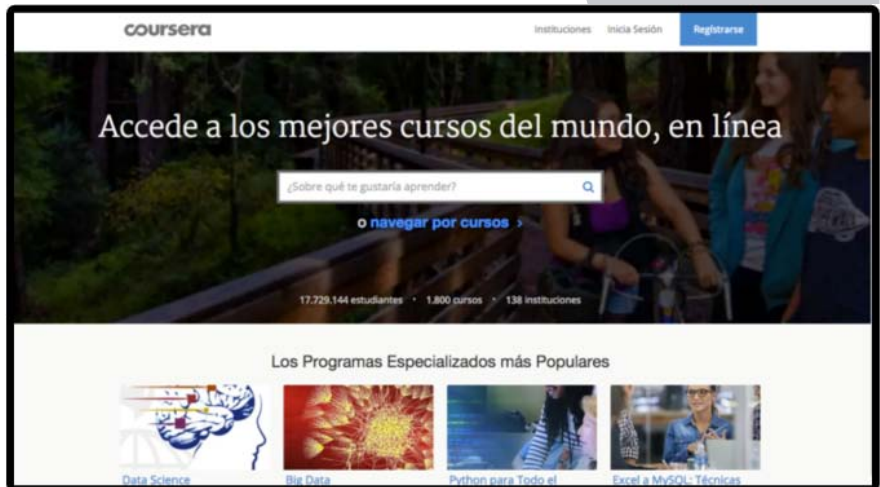 coursera
Instituciones Inicia Sesión Registrarse
Accede a los mejores cursos del mundo, en línea
¿Sobre qué te gustaría aprender?
o navegar por cursos >
17.729.144 estudiantes • 1.800 cursos • 138 instituciones
Los Programas Especializados más Populares
Data Science Big Data Python para Todo el Excel a MySQL: Técnicas